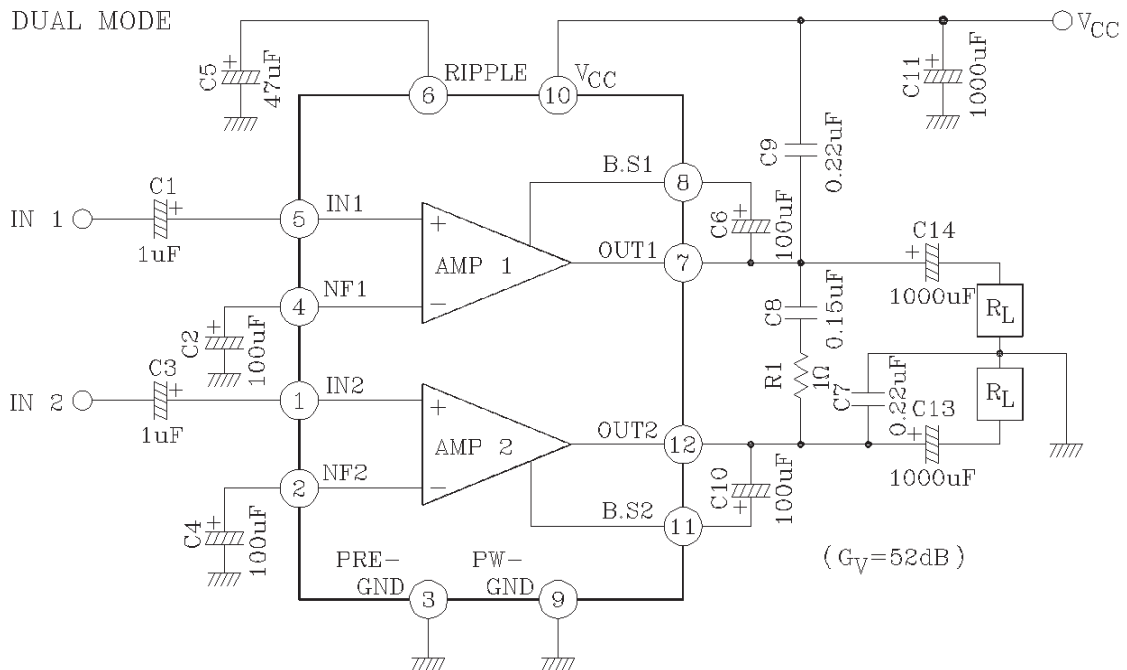 DUAL MODE
VCC
C5
47uF
6
RIPPLE
10
VCC
C11
1000uF
C9
0.22uF
C1
IN 1
1uF
5
IN1
B.S1
8
C6
100uF
AMP 1
+
−
OUT1
7
C14
1000uF
RL
4
NF1
C2
100uF
C8
0.15uF
R1
1Ω
C7
0.22uF
C3
IN 2
1uF
1
IN2
AMP 2
+
−
OUT2
12
C13
1000uF
RL
2
NF2
C4
100uF
B.S2
11
C10
100uF
PRE-
GND
3
PW-
GND
9
(GV=52dB)